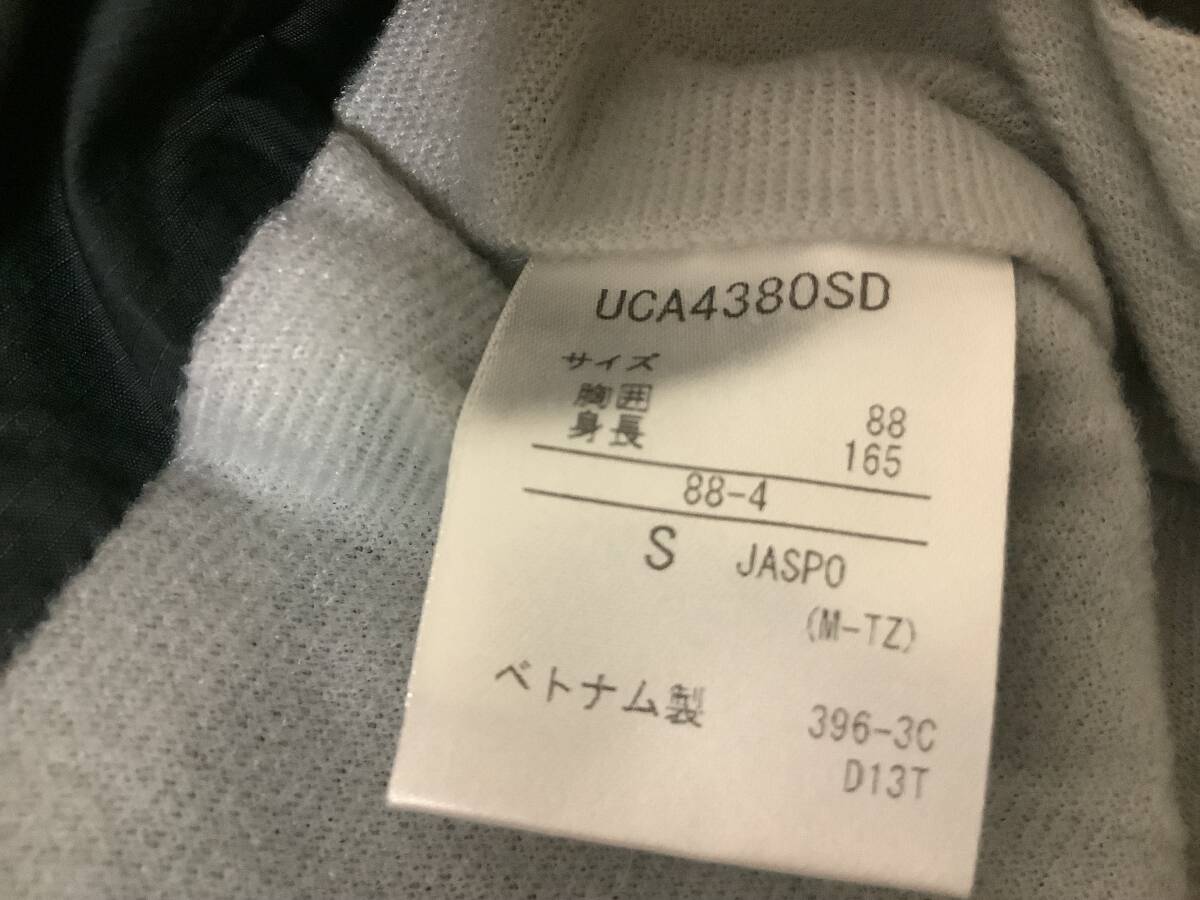 UCA4380SD
サイズ
胸囲 88
身長 165
88-4
S JASPO
(M-TZ)
ベトナム製 396-3C
D13T